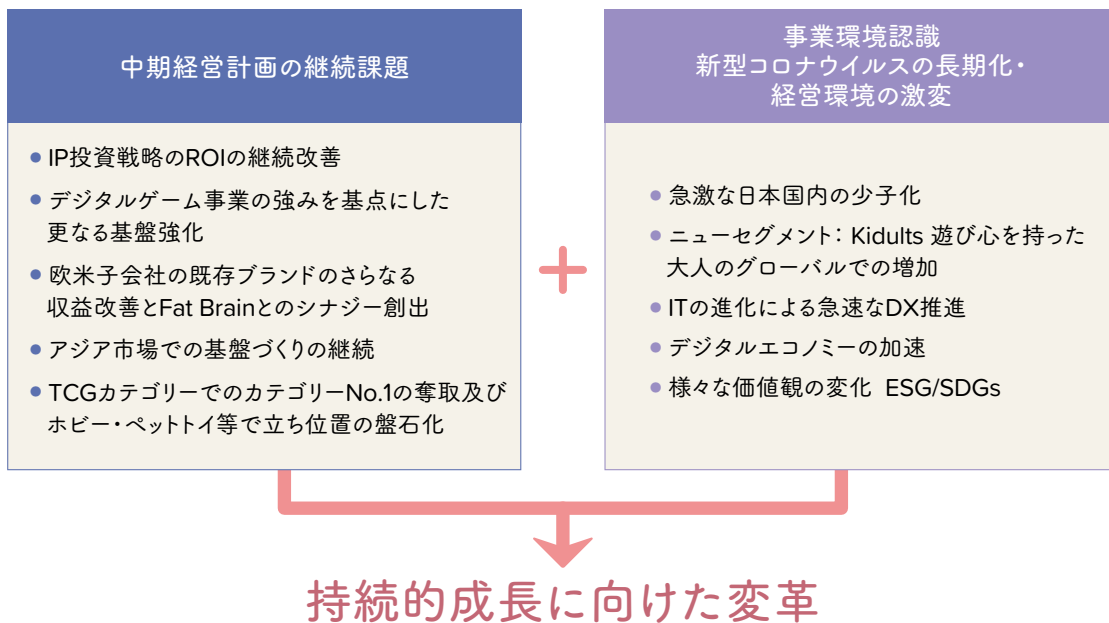 中期経営計画の継続課題
• IP投資戦略のROIの継続改善
• デジタルゲーム事業の強みを基点にした
更なる基盤強化
• 欧米子会社の既存ブランドのさらなる
収益改善とFat Brainとのシナジー創出
• アジア市場での基盤づくりの継続
• TCGカテゴリーでのカテゴリーNo.1の奪取及び
ホビー・ペットトイ等で立ち位置の盤石化
+
事業環境認識
新型コロナウイルスの長期化・
経営環境の激変
• 急激な日本国内の少子化
• ニューセグメント: Kidults 遊び心を持った
大人のグローバルでの増加
• ITの進化による急速なDX推進
• デジタルエコノミーの加速
• 様々な価値観の変化 ESG/SDGs
持続的成長に向けた変革